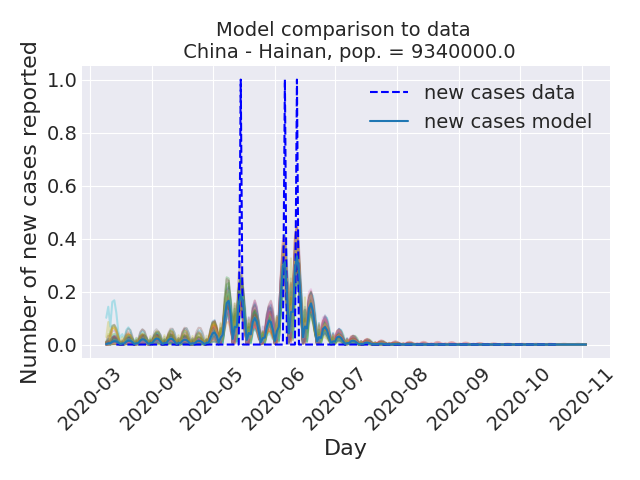 Model comparison to data
China - Hainan, pop. = 9340000.0
Number of new cases reported
1.0
0.8
0.6
0.4
0.2
0.0
new cases data
new cases model
2020-03
2020-04
2020-05
2020-06
2020-07
2020-08
2020-09
2020-10
2020-11
Day